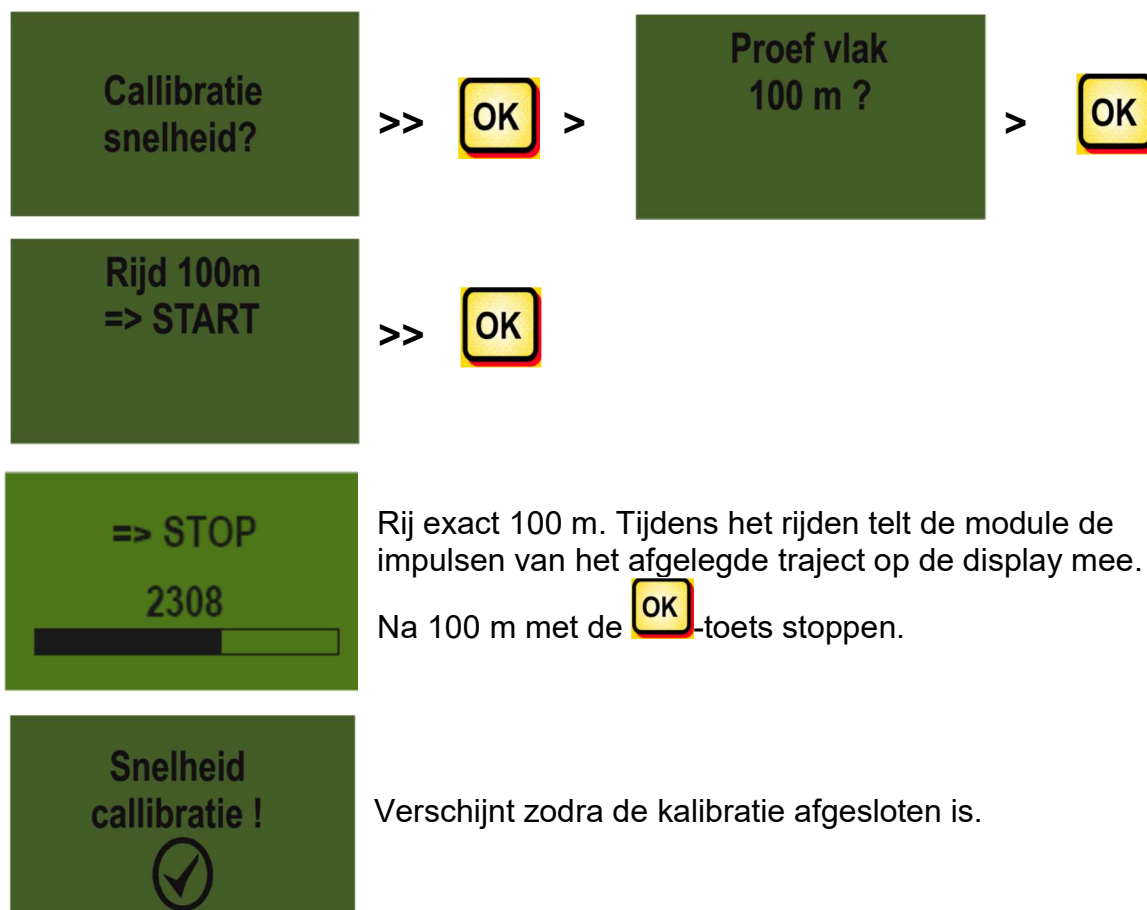 Callibratie
snelheid?
>> OK >
Proef vlak
100 m ?
> OK
Rijd 100m
=> START
>> OK
=> STOP
2308
Rij exact 100 m. Tijdens het rijden telt de module de
impulsen van het afgelegde traject op de display mee.
Na 100 m met de OK-toets stoppen.
Snelheid
callibratie !
Verschijnt zodra de kalibratie afgesloten is.